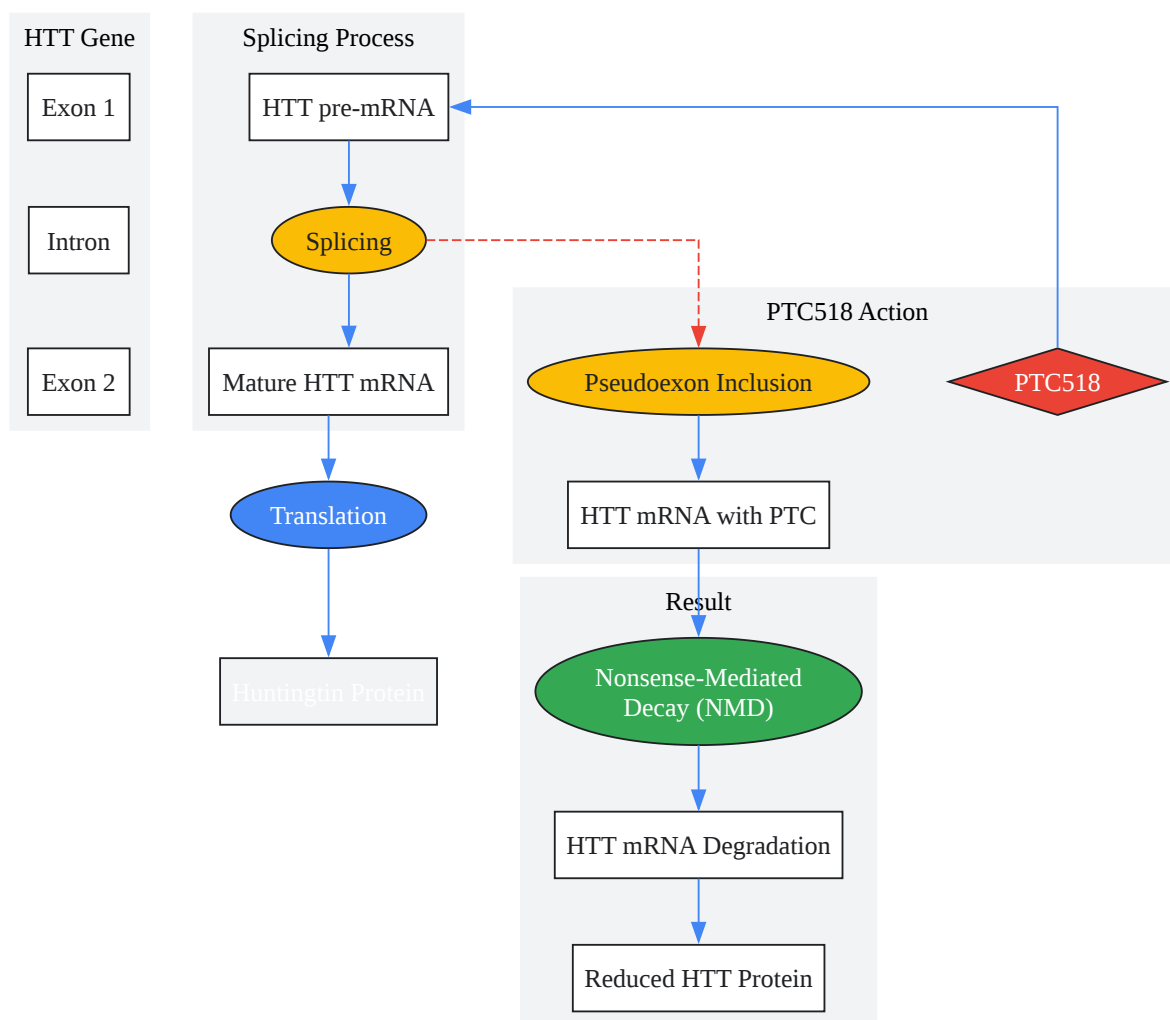 HTT Gene
Exon 1
Intron
Exon 2
Splicing Process
HTT pre-mRNA
Splicing
Mature HTT mRNA
Translation
Huntingtin Protein
PTC518 Action
Pseudoexon Inclusion
PTC518
HTT mRNA with PTC
Result
Nonsense-Mediated
Decay (NMD)
HTT mRNA Degradation
Reduced HTT Protein